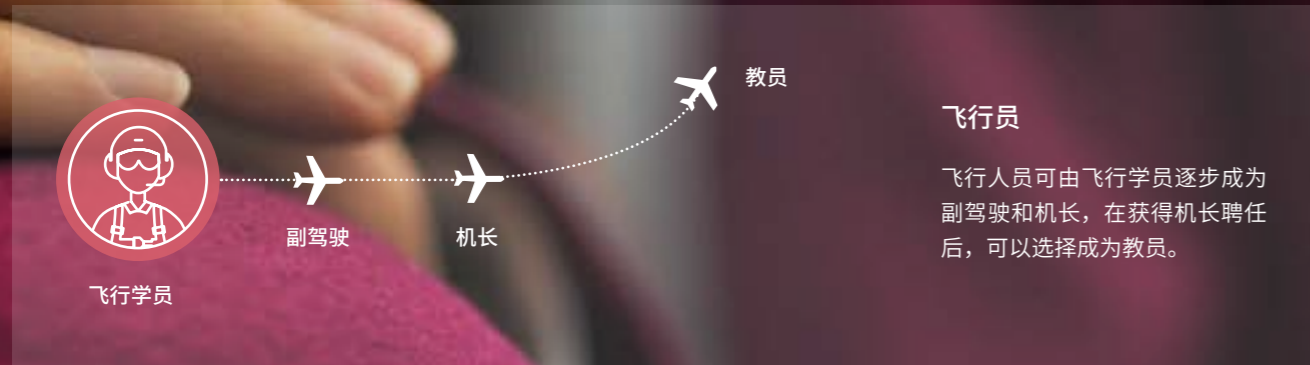 教员
副驾驶
机长
飞行学员
飞行员
飞行人员可由飞行学员逐步成为
副驾驶和机长，在获得机长聘任
后，可以选择成为教员。